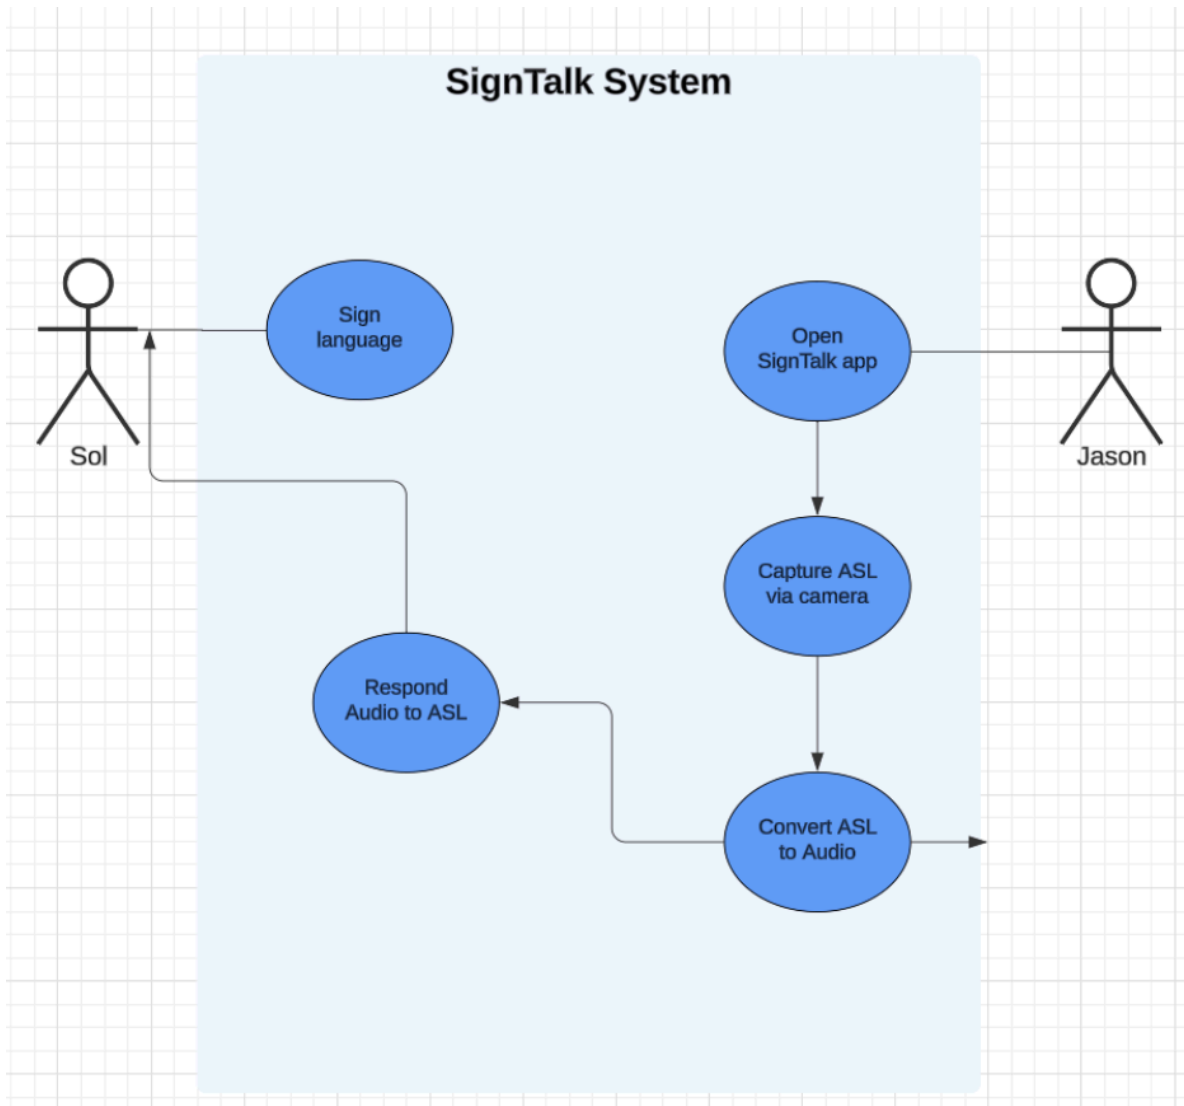 SignTalk System
Sign
language
Open
SignTalk app
Sol
Jason
Capture ASL
via camera
Respond
Audio to ASL
Convert ASL
to Audio